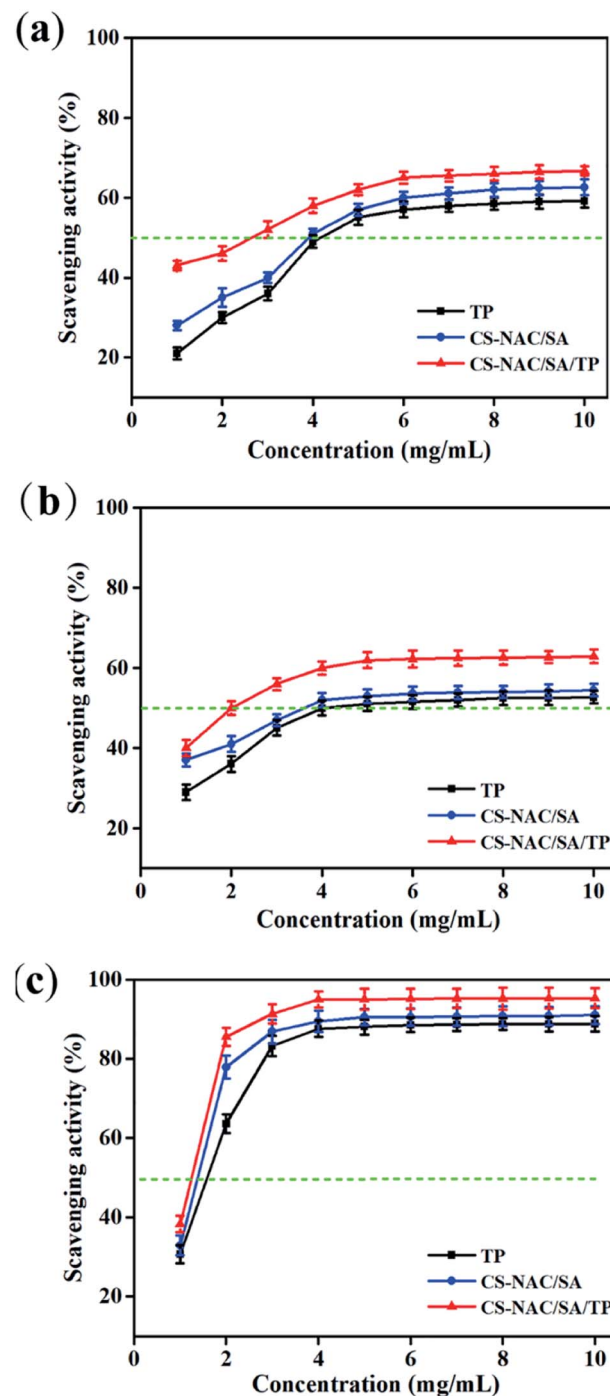 (a)
100
80
60
40
20
Scavenging activity (%)
TP
CS-NAC/SA
CS-NAC/SA/TP
0 2 4 6 8 10
Concentration (mg/mL)
(b)
100
80
60
40
20
Scavenging activity (%)
TP
CS-NAC/SA
CS-NAC/SA/TP
0 2 4 6 8 10
Concentration (mg/mL)
(c)
100
80
60
40
20
Scavenging activity (%)
TP
CS-NAC/SA
CS-NAC/SA/TP
0 2 4 6 8 10
Concentration (mg/mL)